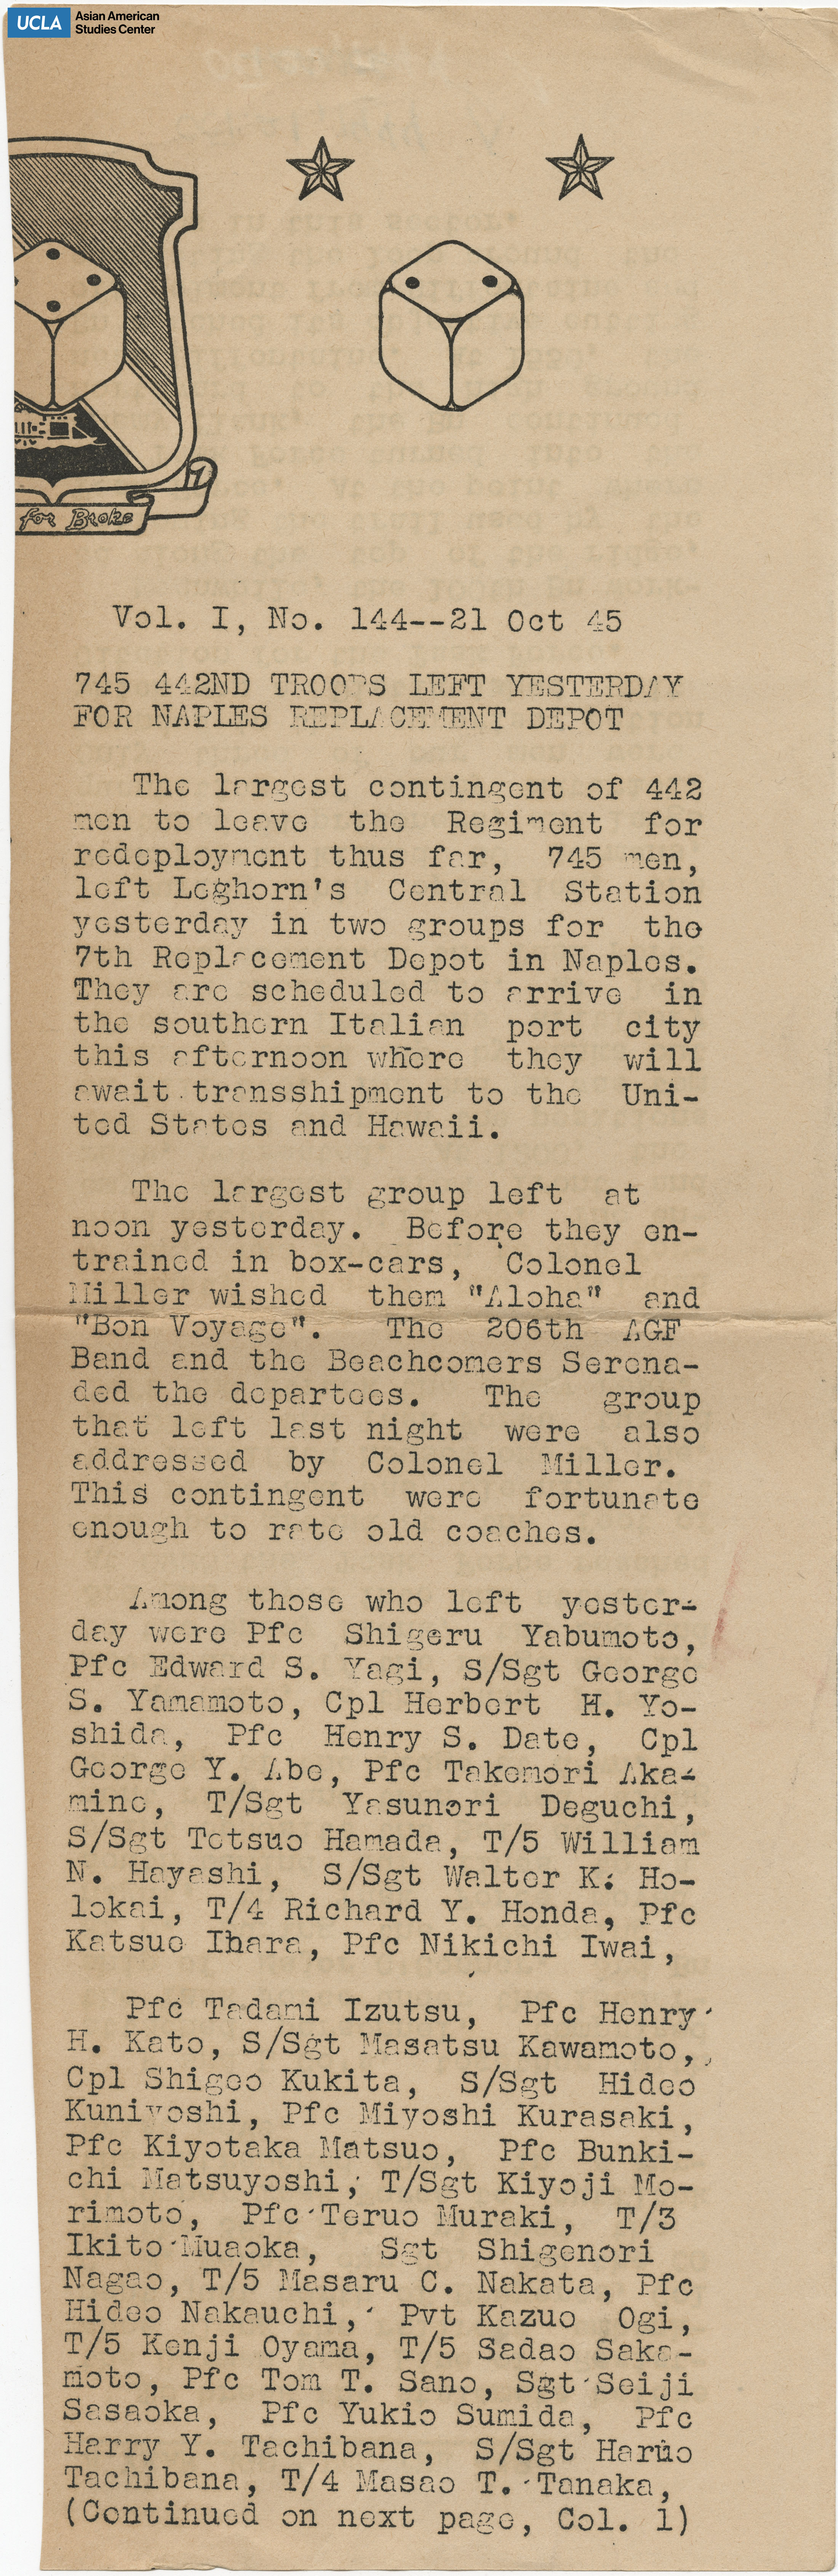 UCLA Asian American
Studies Center
for Broke
Vol. I, No. 144--21 Oct 45
745 442ND TROOPS LEFT YESTERDAY
FOR NAPLES REPLACEMENT DEPOT
The largest contingent of 442
men to leave the Regiment for
redeployment thus far, 745 men,
left Leghorn's Central Station
yesterday in two groups for the
7th Replacement Depot in Naples.
They are scheduled to arrive in
the southern Italian port city
this afternoon where they will
await transshipment to the Uni-
ted States and Hawaii.
The largest group left at
noon yesterday. Before they en-
trained in box-cars, Colonel
Miller wished them "Aloha" and
"Bon Voyage". The 206th AGF
Band and the Beachcomers Serena-
ded the departees. The group
that left last night were also
addressed by Colonel Miller.
This contingent were fortunate
enough to rate old coaches.
Among those who left yester-
day were Pfc Shigeru Yabumoto,
Pfc Edward S. Yagi, S/Sgt George
S. Yamamoto, Cpl Herbert H. Yo-
shida, Pfc Henry S. Date, Cpl
George Y. Abe, Pfc Takemori Aka-
mine, T/Sgt Yasunori Deguchi,
S/Sgt Tetsuo Hamada, T/5 William
N. Hayashi, S/Sgt Walter K. Ho-
lokai, T/4 Richard Y. Honda, Pfc
Katsuo Ihara, Pfc Nikichi Iwai,
Pfc Tadami Izutsu, Pfc Henry
H. Kato, S/Sgt Masatsu Kawamoto,
Cpl Shigeo Kukita, S/Sgt Hideo
Kuniyoshi, Pfc Miyoshi Kurasaki,
Pfc Kiyotaka Matsuo, Pfc Bunki-
chi Matsuyoshi, T/Sgt Kiyoji Mo-
rimoto, Pfc Teruo Muraki, T/3
Ikito Muaoka, Sgt Shigenori
Nagao, T/5 Masaru C. Nakata, Pfc
Hideo Nakauchi, Pvt Kazuo Ogi,
T/5 Kenji Oyama, T/5 Sadao Saka-
moto, Pfc Tom T. Sano, Sgt Seiji
Sasaoka, Pfc Yukio Sumida, Pfc
Harry Y. Tachibana, S/Sgt Haruo
Tachibana, T/4 Masao T. Tanaka,
(Continued on next page, Col. 1)